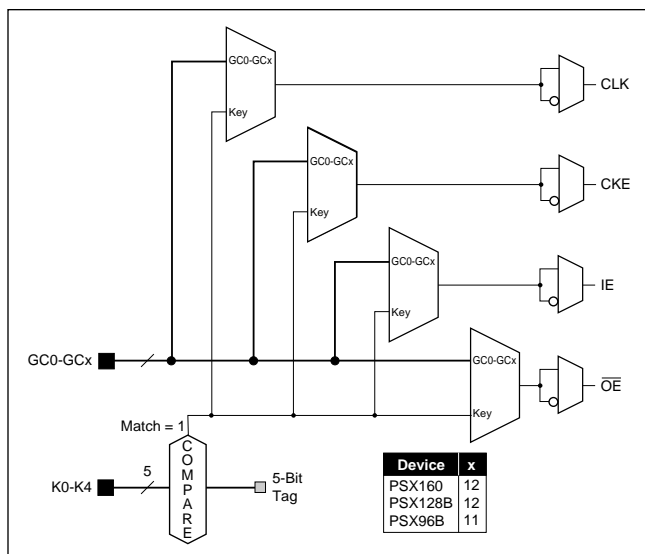 GC0-GCx
Key
CLK
GC0-GCx
Key
CKE
GC0-GCx
Key
IE
GC0-GCx
GC0-GCx
Key
OE
Match = 1
COMPARE
K0-K4
5
5-Bit
Tag
Device x
PSX160 12
PSX128B 12
PSX96B 11